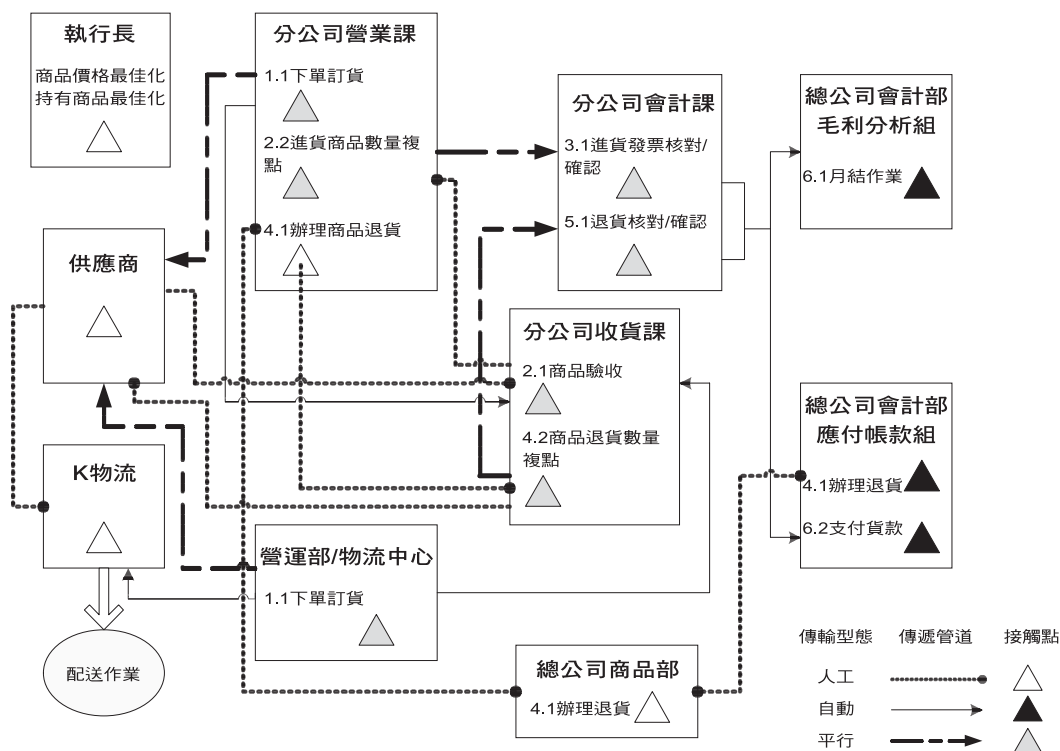 執行長
商品價格最佳化
持有商品最佳化
分公司營業課
1.1下單訂貨
2.2進貨商品數量複
點
4.1辦理商品退貨
分公司會計課
3.1進貨發票核對/
確認
5.1退貨核對/確認
總公司會計部
毛利分析組
6.1月結作業
供應商
分公司收貨課
2.1商品驗收
4.2商品退貨數量
複點
總公司會計部
應付帳款組
4.1辦理退貨
6.2支付貨款
K物流
營運部/物流中心
1.1下單訂貨
配送作業
總公司商品部
4.1辦理退貨
傳輸型態 傳遞管道 接觸點
人工
自動
平行